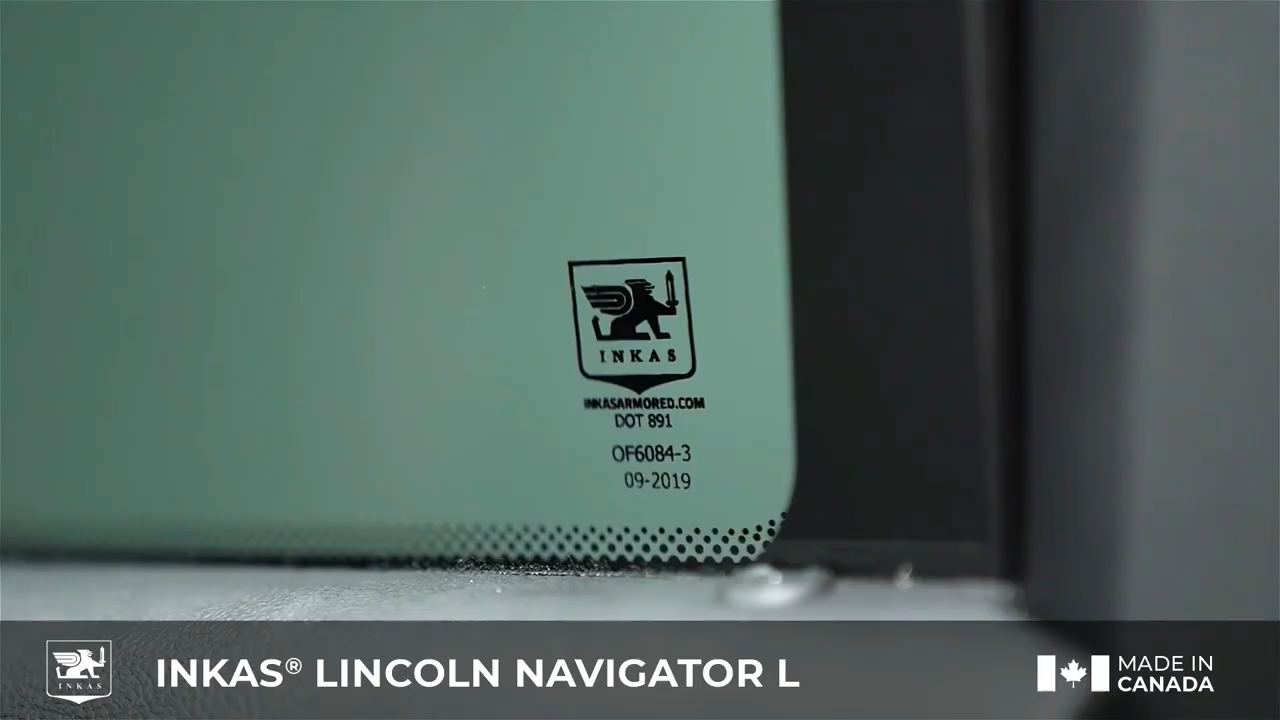 INKAS
INKASARMORED.COM
DOT 891
OF6084-3
09-2019
INKAS
INKAS® LINCOLN NAVIGATOR L
MADE IN
CANADA